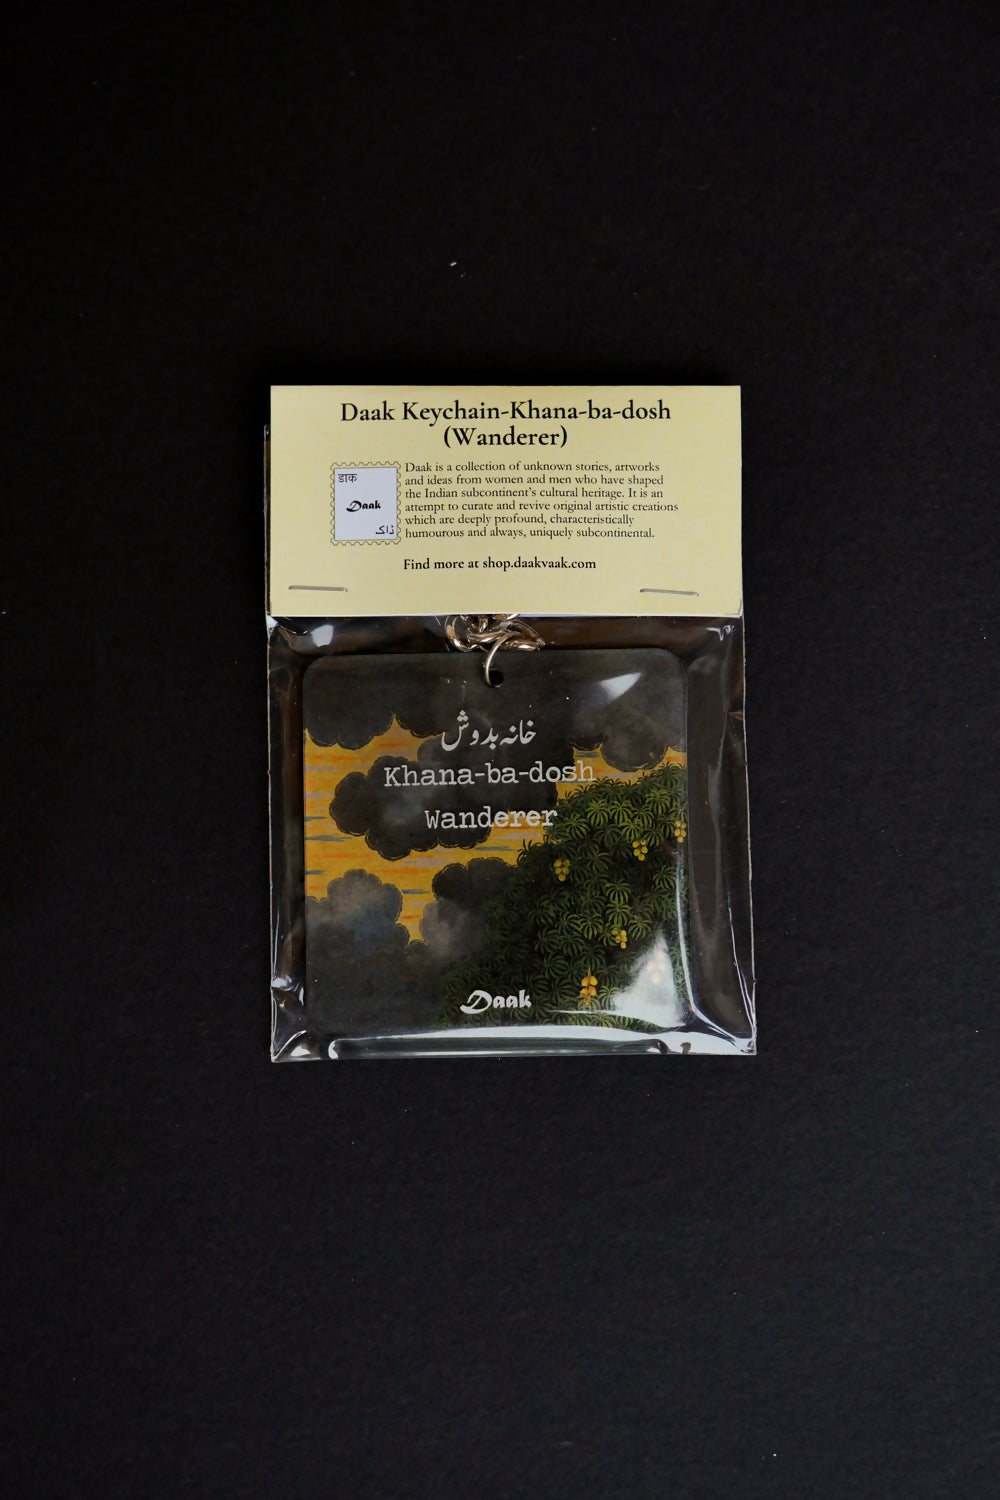 Daak Keychain-Khana-ba-dosh
(Wanderer)
डाक
Daak
ڈاک
Daak is a collection of unknown stories, artworks
and ideas from women and men who have shaped
the Indian subcontinent's cultural heritage. It is an
attempt to curate and revive original artistic creations
which are deeply profound, characteristically
humourous and always, uniquely subcontinental.
Find more at shop.daakvaak.com
خانہ بدوش
Khana-ba-dosh
Wanderer
Daak